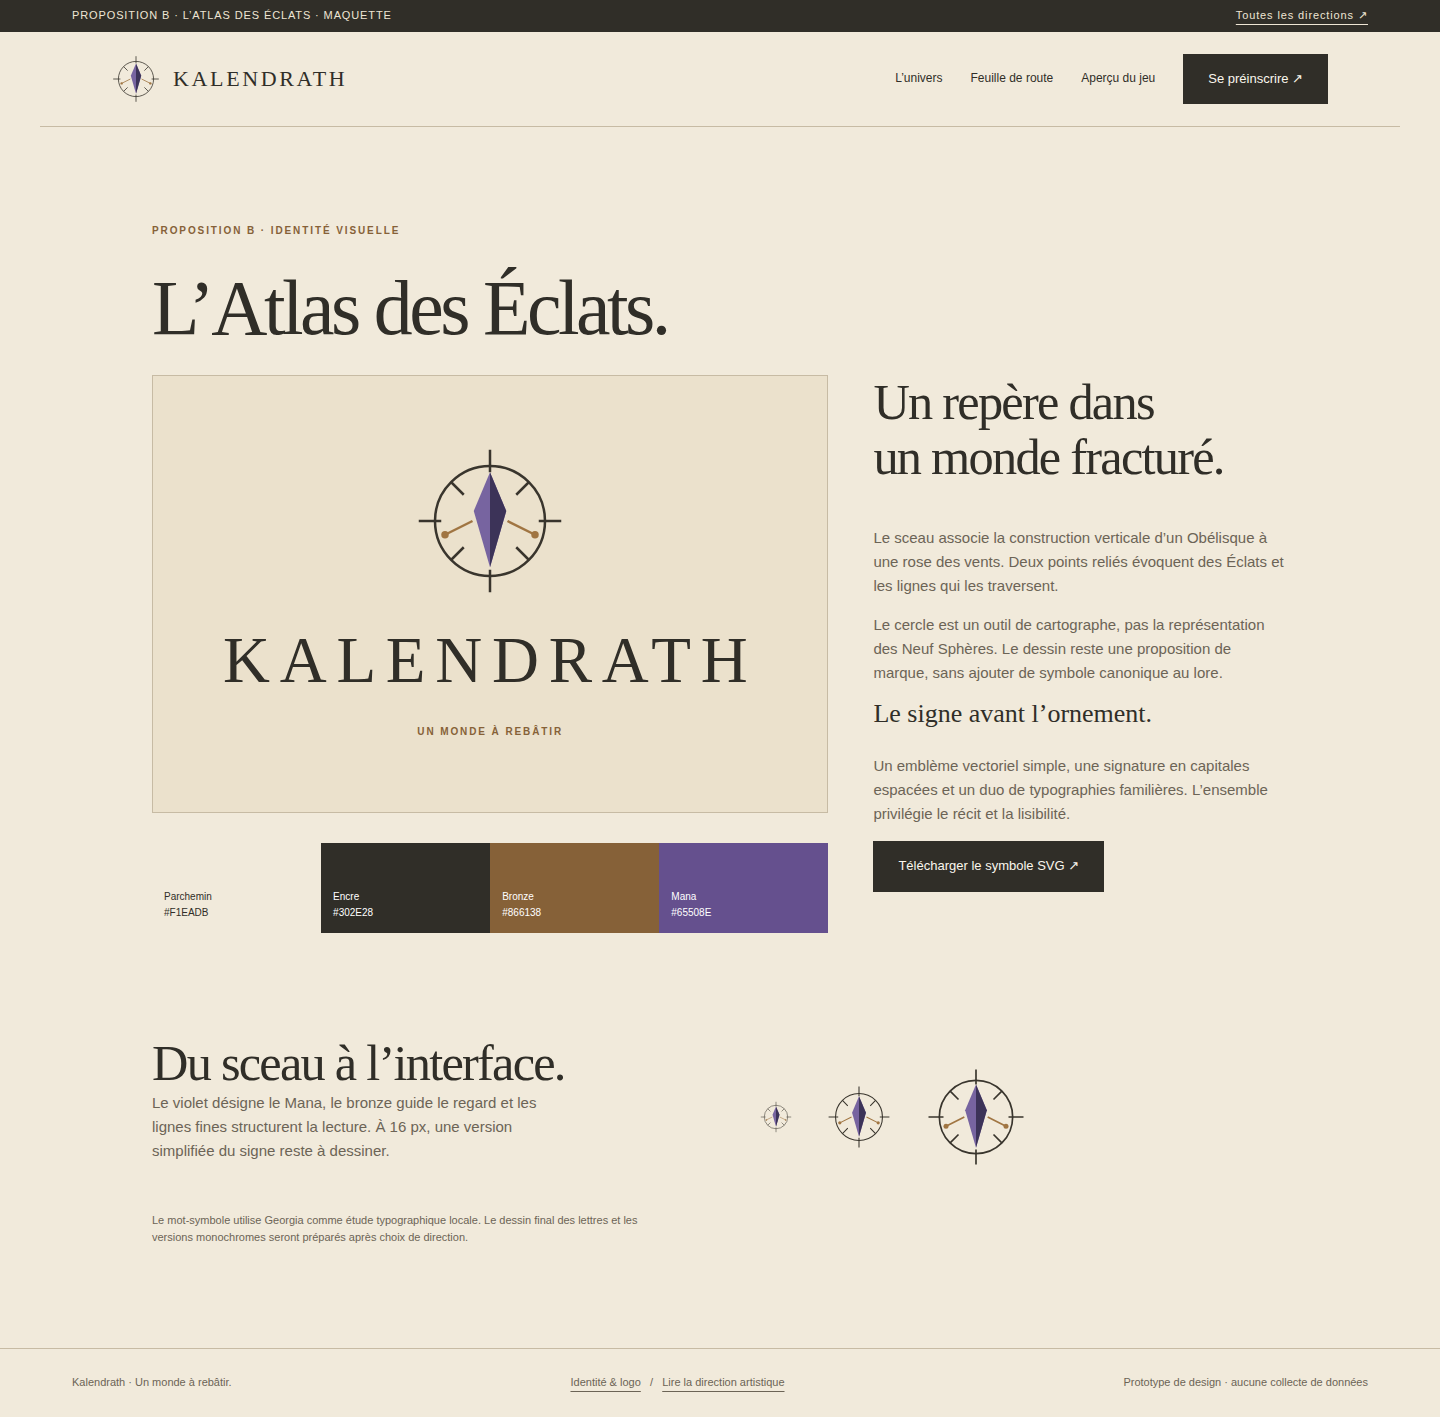 PROPOSITION B · L’ATLAS DES ÉCLATS · MAQUETTE
Toutes les directions ↗
KALENDRATH
L’univers
Feuille de route
Aperçu du jeu
Se préinscrire ↗
PROPOSITION B · IDENTITÉ VISUELLE
L’Atlas des Éclats.
KALENDRATH
UN MONDE À REBÂTIR
Parchemin
#F1EADB
Encre
#302E28
Bronze
#866138
Mana
#65508E
Un repère dans
un monde fracturé.
Le sceau associe la construction verticale d’un Obélisque à
une rose des vents. Deux points reliés évoquent des Éclats et
les lignes qui les traversent.
Le cercle est un outil de cartographe, pas la représentation
des Neuf Sphères. Le dessin reste une proposition de
marque, sans ajouter de symbole canonique au lore.
Le signe avant l’ornement.
Un emblème vectoriel simple, une signature en capitales
espacées et un duo de typographies familières. L’ensemble
privilégie le récit et la lisibilité.
Télécharger le symbole SVG ↗
Du sceau à l’interface.
Le violet désigne le Mana, le bronze guide le regard et les
lignes fines structurent la lecture. À 16 px, une version
simplifiée du signe reste à dessiner.
Le mot-symbole utilise Georgia comme étude typographique locale. Le dessin final des lettres et les
versions monochromes seront préparés après choix de direction.
Kalendrath · Un monde à rebâtir.
Identité & logo / Lire la direction artistique
Prototype de design · aucune collecte de données